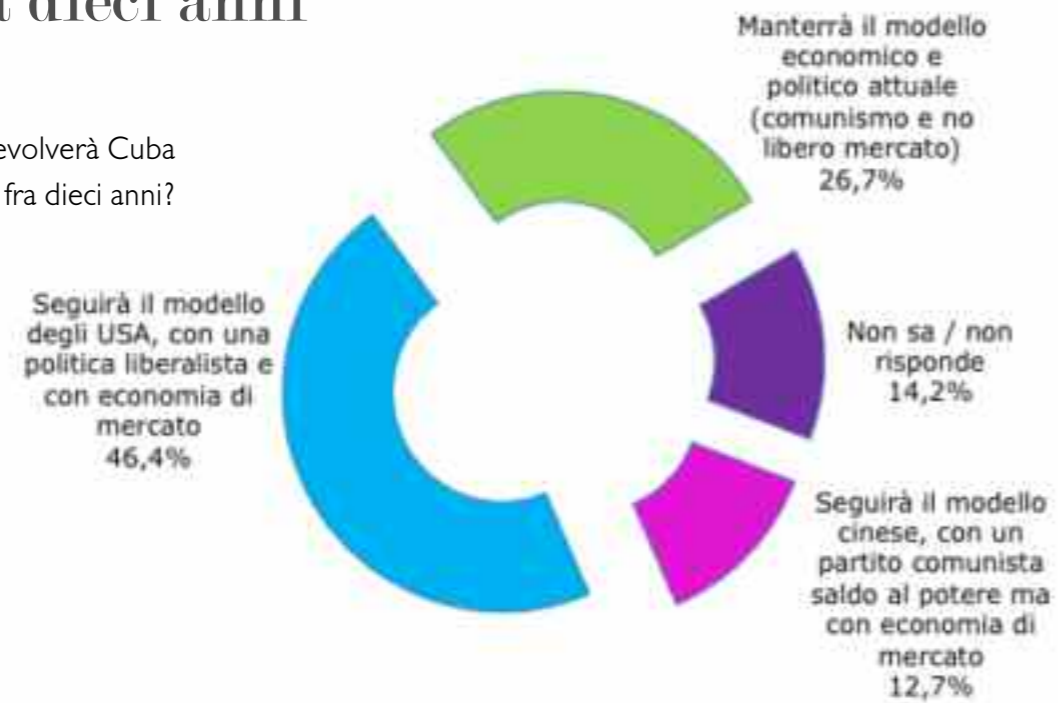 dieci anni
evolverà Cuba
fra dieci anni?
Manterrà il modello
economico e
politico attuale
(comunismo e no
libero mercato)
26,7%
Non sa / non
risponde
14,2%
Seguirà il modello
cinese, con un
partito comunista
saldo al potere ma
con economia di
mercato
12,7%
Seguirà il modello
degli USA, con una
politica liberalista e
con economia di
mercato
46,4%